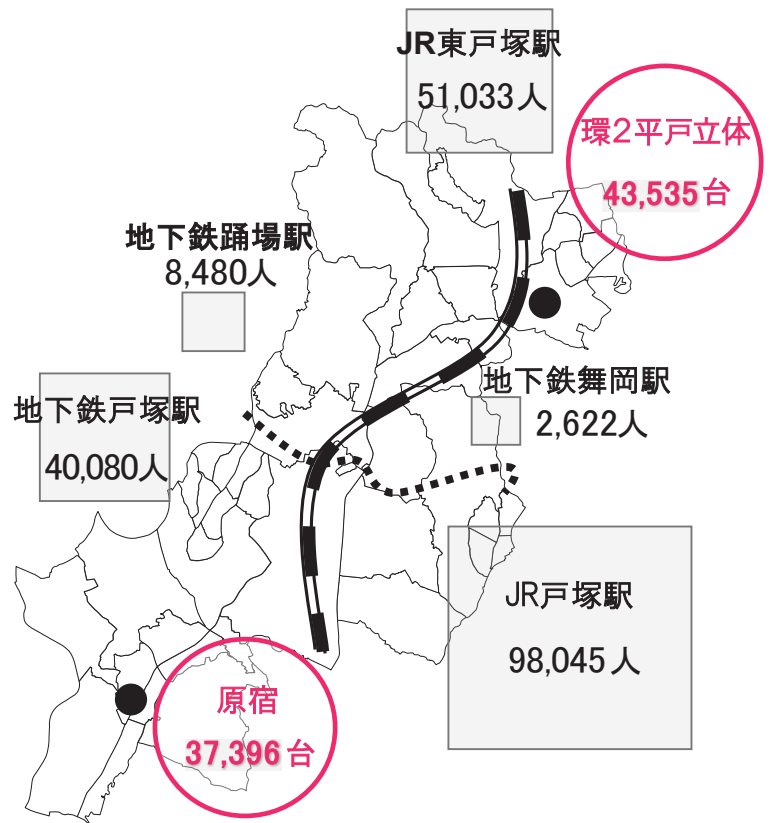 JR東戸塚駅
51,033人
環2平戸立体
43,535台
地下鉄踊場駅
8,480人
地下鉄舞岡駅
2,622人
地下鉄戸塚駅
40,080人
JR戸塚駅
98,045人
原宿
37,396台